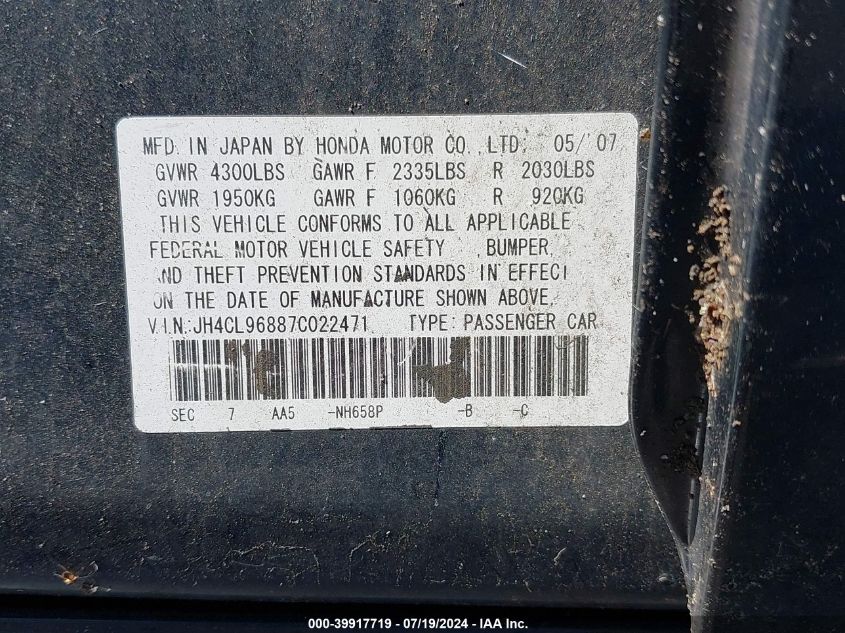 MFD. IN JAPAN BY HONDA MOTOR CO., LTD. 05/'07
GVWR 4300LBS GAWR F 2335LBS R 2030LBS
GVWR 1950KG GAWR F 1060KG R 920KG
THIS VEHICLE CONFORMS TO ALL APPLICABLE
FEDERAL MOTOR VEHICLE SAFETY, BUMPER,
AND THEFT PREVENTION STANDARDS IN EFFECT
ON THE DATE OF MANUFACTURE SHOWN ABOVE.
V.I.N.:JH4CL96887C022471 TYPE: PASSENGER CAR
SEC 7 AA5 -NH658P -B -C
000-39917719 - 07/19/2024 - IAA Inc.